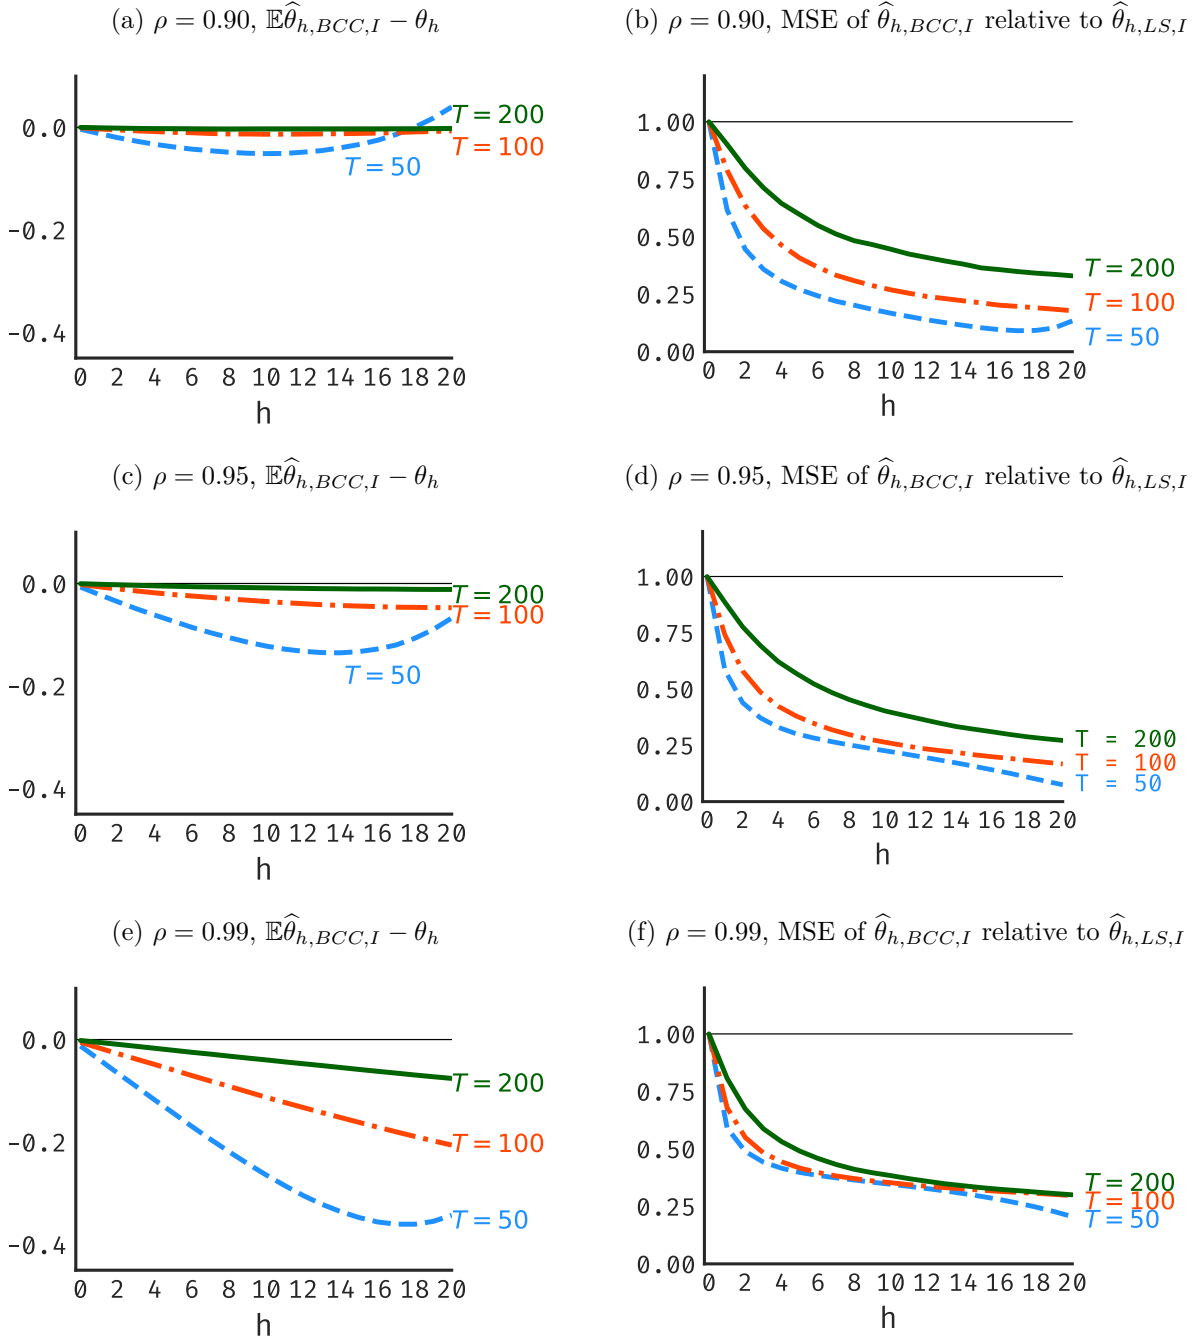 (a) ρ = 0.90, 𝔼θ̂_{h,BCC,I} − θ_h
0.0
−0.2
−0.4
0 2 4 6 8 10 12 14 16 18 20
h
T = 200
T = 100
T = 50
(b) ρ = 0.90, MSE of θ̂_{h,BCC,I} relative to θ̂_{h,LS,I}
1.00
0.75
0.50
0.25
0.00
0 2 4 6 8 10 12 14 16 18 20
h
T = 200
T = 100
T = 50
(c) ρ = 0.95, 𝔼θ̂_{h,BCC,I} − θ_h
0.0
−0.2
−0.4
0 2 4 6 8 10 12 14 16 18 20
h
T = 200
T = 100
T = 50
(d) ρ = 0.95, MSE of θ̂_{h,BCC,I} relative to θ̂_{h,LS,I}
1.00
0.75
0.50
0.25
0.00
0 2 4 6 8 10 12 14 16 18 20
h
T = 200
T = 100
T = 50
(e) ρ = 0.99, 𝔼θ̂_{h,BCC,I} − θ_h
0.0
−0.2
−0.4
0 2 4 6 8 10 12 14 16 18 20
h
T = 200
T = 100
T = 50
(f) ρ = 0.99, MSE of θ̂_{h,BCC,I} relative to θ̂_{h,LS,I}
1.00
0.75
0.50
0.25
0.00
0 2 4 6 8 10 12 14 16 18 20
h
T = 200
T = 100
T = 50